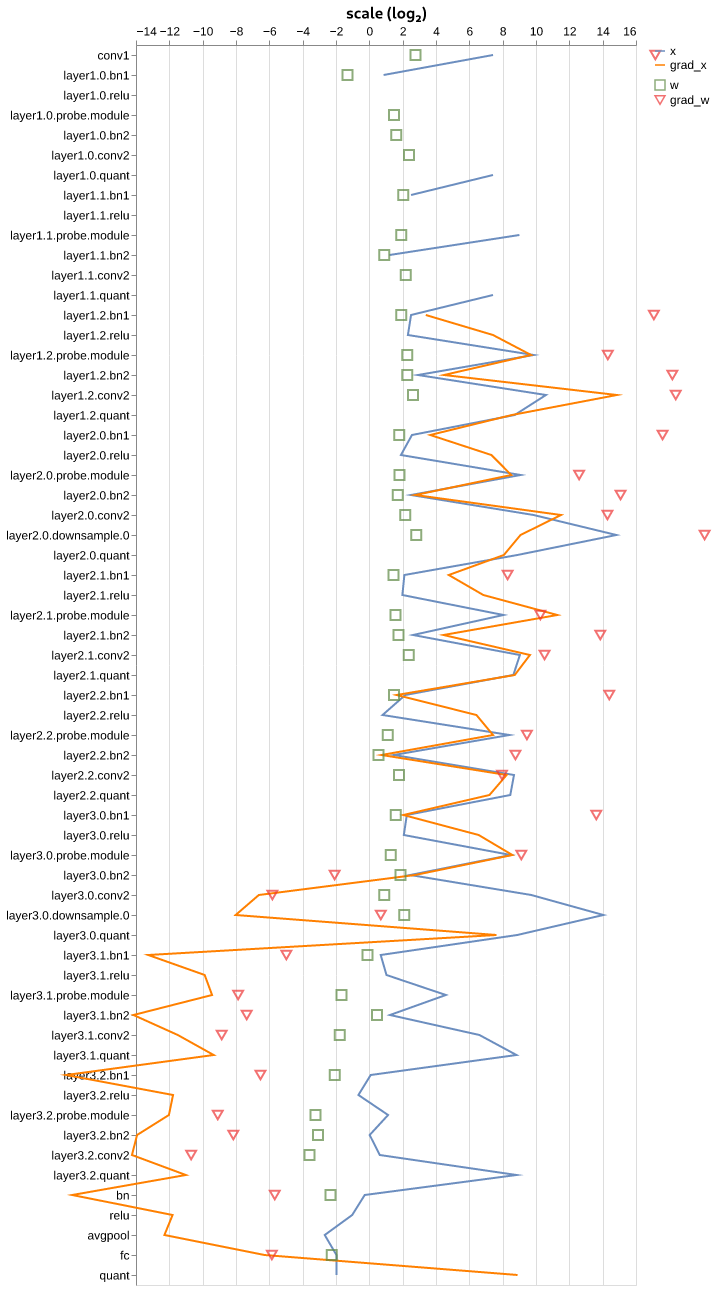 scale (log₂)
−14 −12 −10 −8 −6 −4 −2 0 2 4 6 8 10 12 14 16
x
grad_x
w
grad_w
conv1
layer1.0.bn1
layer1.0.relu
layer1.0.probe.module
layer1.0.bn2
layer1.0.conv2
layer1.0.quant
layer1.1.bn1
layer1.1.relu
layer1.1.probe.module
layer1.1.bn2
layer1.1.conv2
layer1.1.quant
layer1.2.bn1
layer1.2.relu
layer1.2.probe.module
layer1.2.bn2
layer1.2.conv2
layer1.2.quant
layer2.0.bn1
layer2.0.relu
layer2.0.probe.module
layer2.0.bn2
layer2.0.conv2
layer2.0.downsample.0
layer2.0.quant
layer2.1.bn1
layer2.1.relu
layer2.1.probe.module
layer2.1.bn2
layer2.1.conv2
layer2.1.quant
layer2.2.bn1
layer2.2.relu
layer2.2.probe.module
layer2.2.bn2
layer2.2.conv2
layer2.2.quant
layer3.0.bn1
layer3.0.relu
layer3.0.probe.module
layer3.0.bn2
layer3.0.conv2
layer3.0.downsample.0
layer3.0.quant
layer3.1.bn1
layer3.1.relu
layer3.1.probe.module
layer3.1.bn2
layer3.1.conv2
layer3.1.quant
layer3.2.bn1
layer3.2.relu
layer3.2.probe.module
layer3.2.bn2
layer3.2.conv2
layer3.2.quant
bn
relu
avgpool
fc
quant